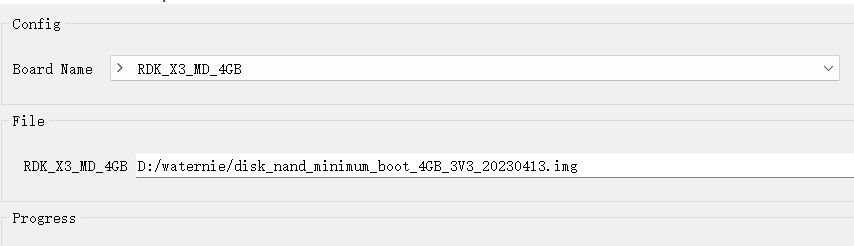 Config
Board Name > RDK_X3_MD_4GB
File
RDK_X3_MD_4GB D:/waternie/disk_nand_minimum_boot_4GB_3V3_20230413.img
Progress